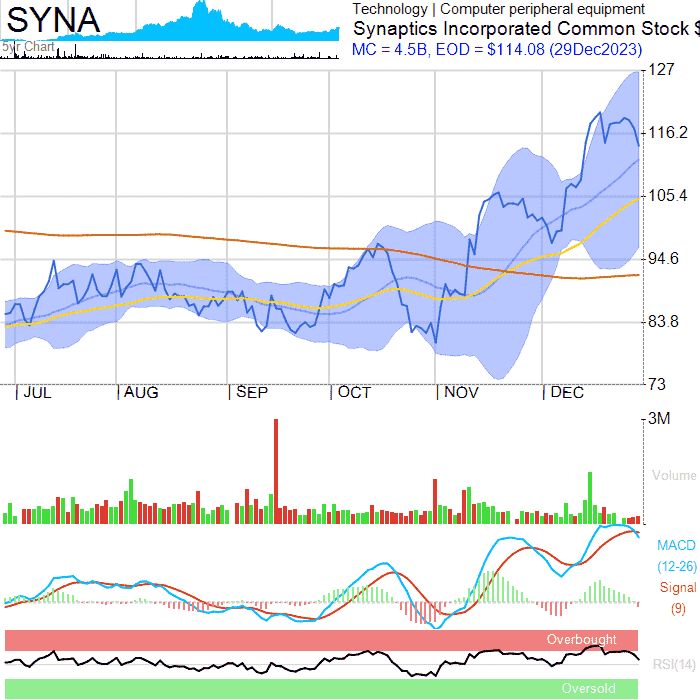 SYNA
Technology | Computer peripheral equipment
Synaptics Incorporated Common Stock $
MC = 4.5B, EOD = $114.08 (29Dec2023)
5yr Chart
127
116.2
105.4
94.6
83.8
73
JUL AUG SEP OCT NOV DEC
3M
Volume
MACD
(12-26)
Signal
(9)
Overbought
RSI(14)
Oversold